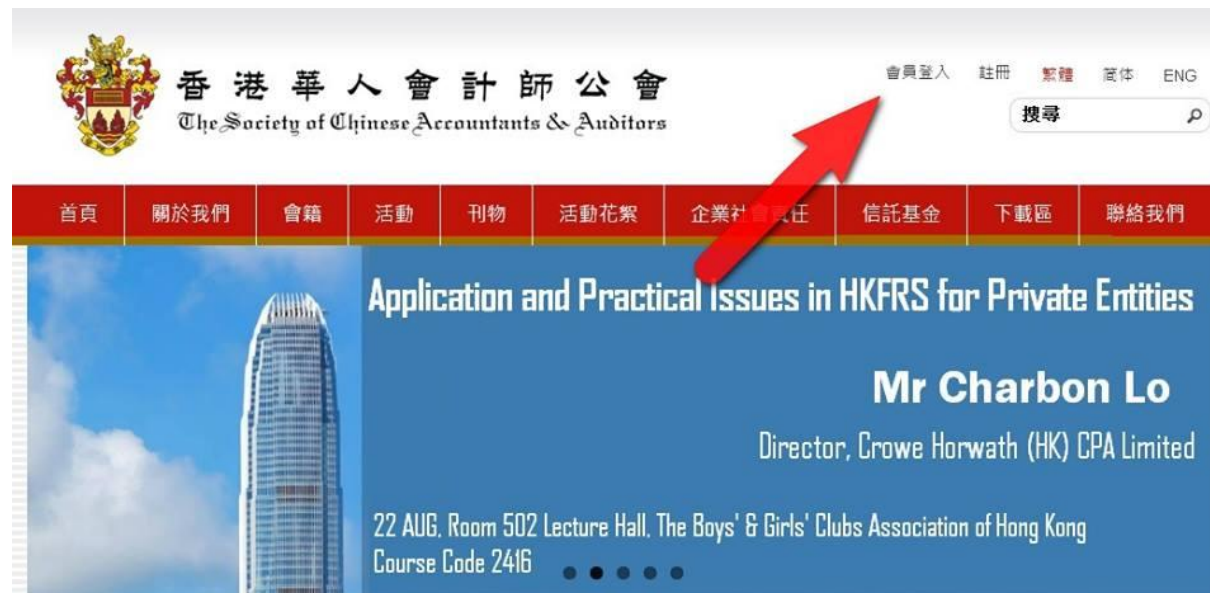 香港華人會計師公會
The Society of Chinese Accountants & Auditors
會員登入 註冊 繁體 简体 ENG
搜尋
首頁 關於我們 會籍 活動 刊物 活動花絮 企業社會責任 信託基金 下載區 聯絡我們
Application and Practical Issues in HKFRS for Private Entities
Mr Charbon Lo
Director, Crowe Horwath (HK) CPA Limited
22 AUG, Room 502 Lecture Hall, The Boys' & Girls' Clubs Association of Hong Kong
Course Code 2416